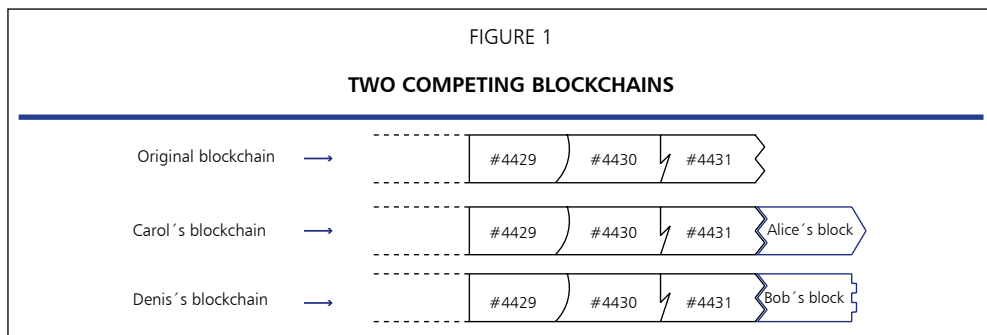 FIGURE 1
TWO COMPETING BLOCKCHAINS
Original blockchain → #4429 #4430 #4431
Carol´s blockchain → #4429 #4430 #4431 Alice´s block
Denis´s blockchain → #4429 #4430 #4431 Bob´s block